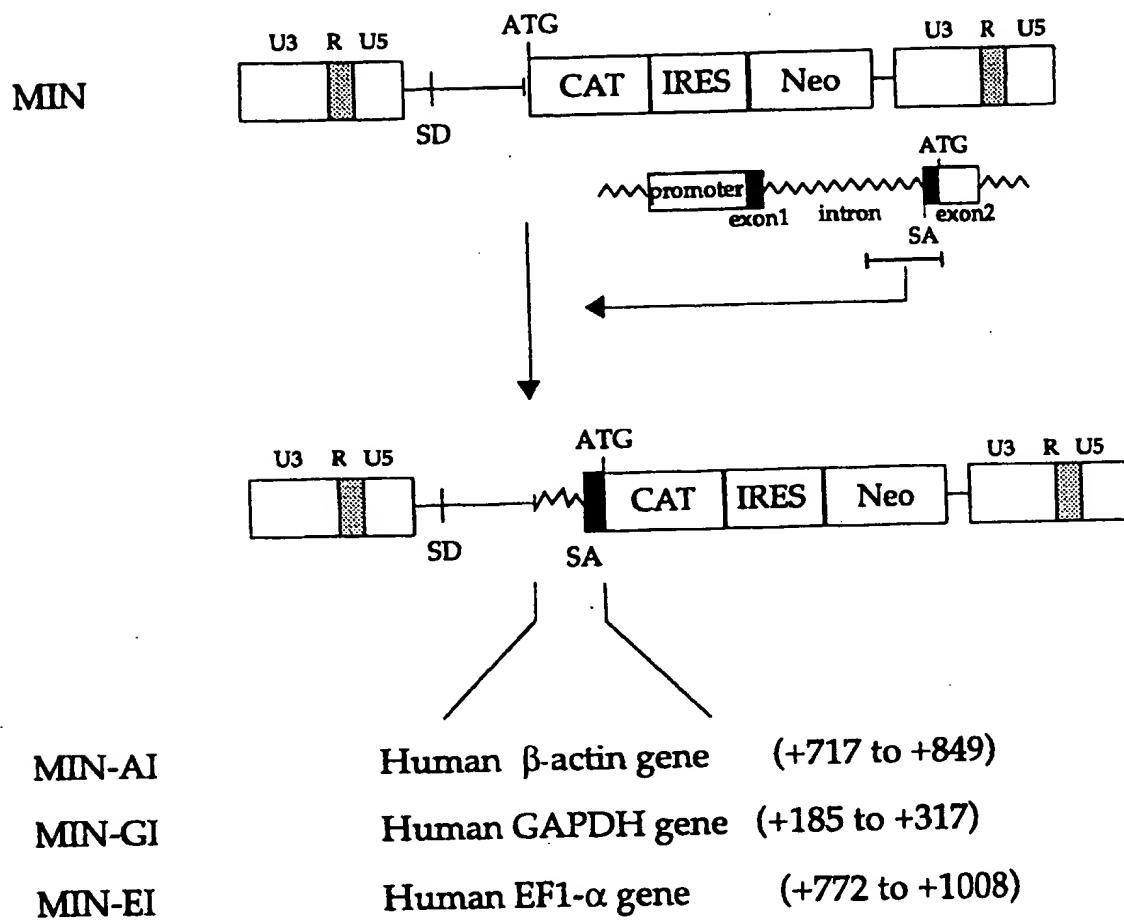 ATG
U3 R U5 U3 R U5
MIN CAT IRES Neo
SD
ATG
promoter
exon1 intron exon2
SA
ATG
U3 R U5 U3 R U5
CAT IRES Neo
SD SA
MIN-AI Human β-actin gene (+717 to +849)
MIN-GI Human GAPDH gene (+185 to +317)
MIN-EI Human EF1-α gene (+772 to +1008)